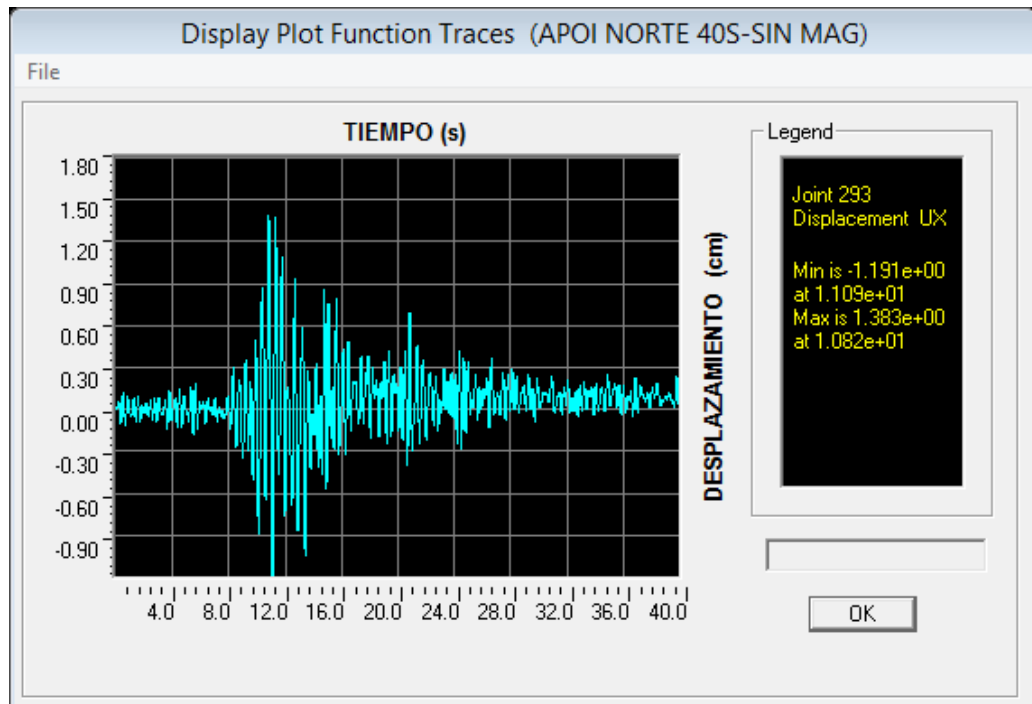 Display Plot Function Traces (APOI NORTE 40S-SIN MAG)
File
TIEMPO (s)
1.80
1.50
1.20
0.90
0.60
0.30
0.00
-0.30
-0.60
-0.90
4.0 8.0 12.0 16.0 20.0 24.0 28.0 32.0 36.0 40.0
DESPLAZAMIENTO (cm)
Legend
Joint 293
Displacement UX
Min is -1.191e+00
at 1.109e+01
Max is 1.383e+00
at 1.082e+01
OK